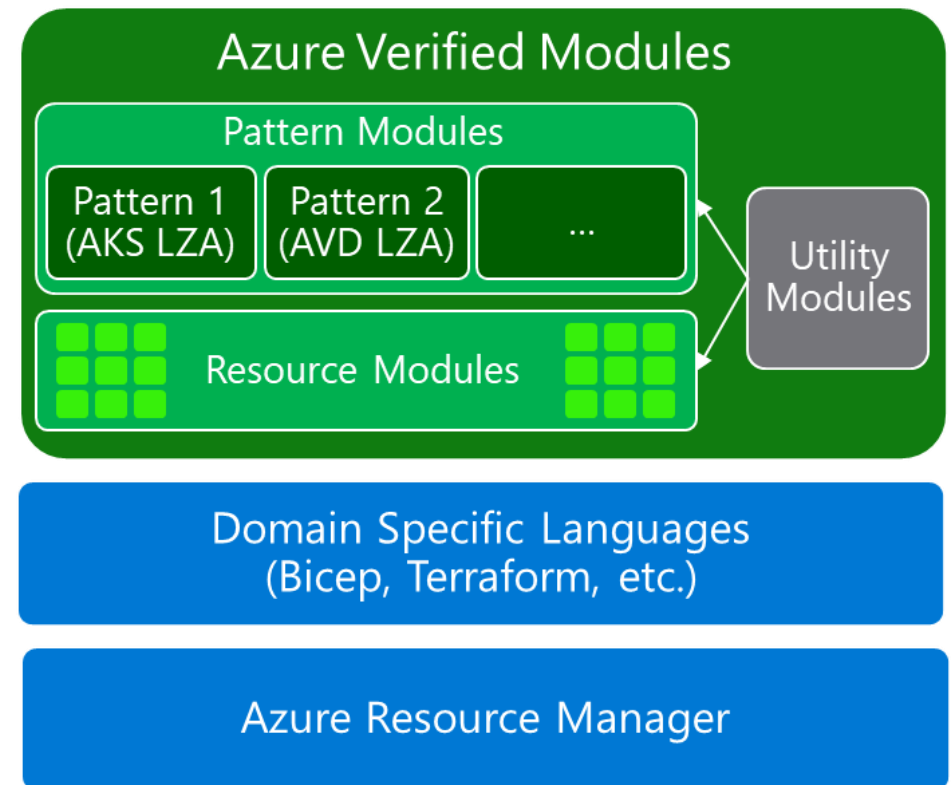 Azure Verified Modules
Pattern Modules
Pattern 1
(AKS LZA)
Pattern 2
(AVD LZA)
...
Utility
Modules
Resource Modules
Domain Specific Languages
(Bicep, Terraform, etc.)
Azure Resource Manager